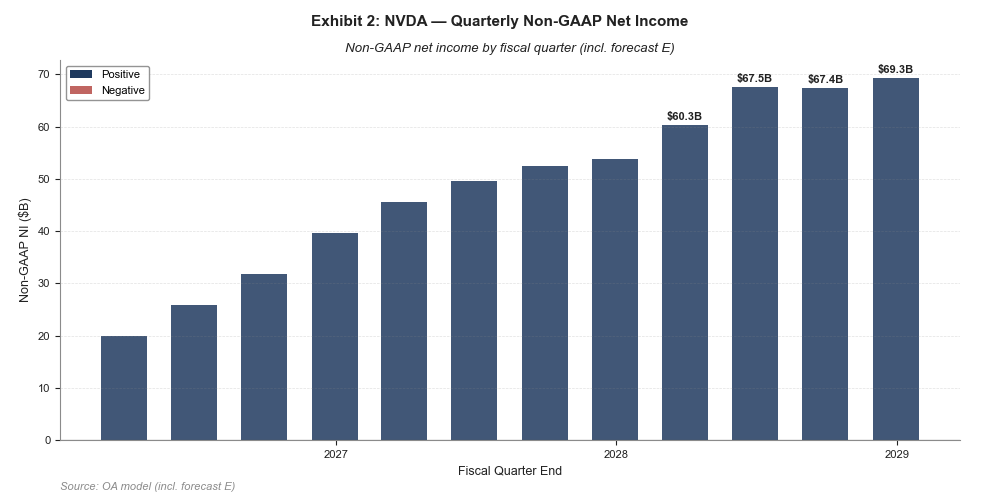 Exhibit 2: NVDA — Quarterly Non-GAAP Net Income
Non-GAAP net income by fiscal quarter (incl. forecast E)
Positive
Negative
Non-GAAP NI ($B)
70
60
50
40
30
20
10
0
$60.3B
$67.5B
$67.4B
$69.3B
2027
2028
2029
Fiscal Quarter End
Source: OA model (incl. forecast E)